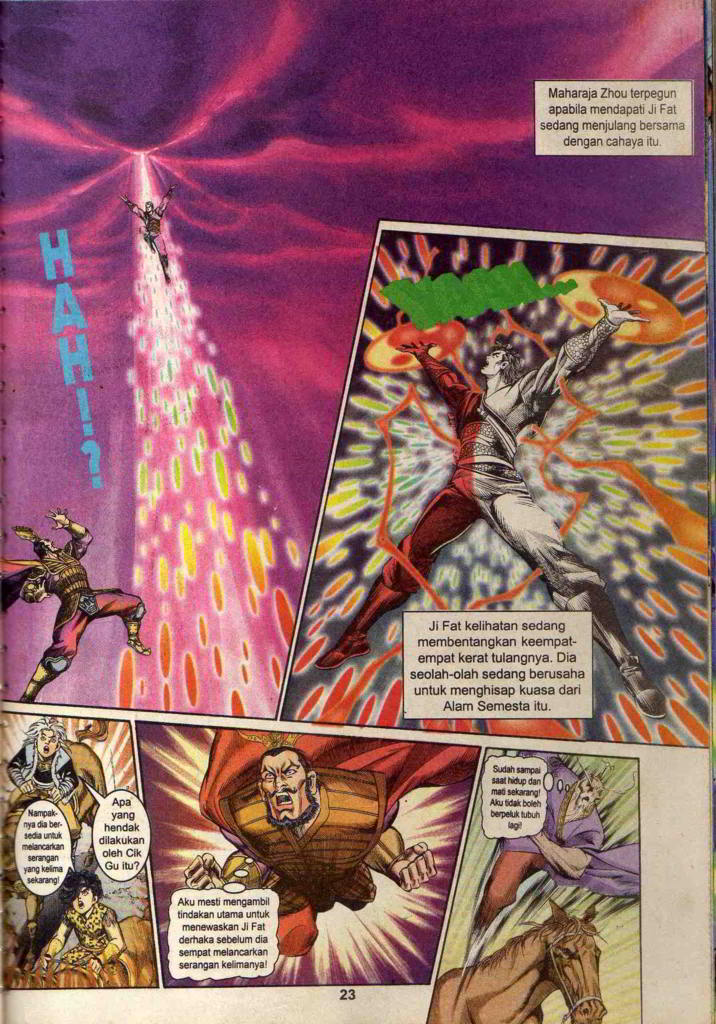 Maharaja Zhou terpegun
apabila mendapati Ji Fat
sedang menjulang bersama
dengan cahaya itu.
HAH!?
Ji Fat kelihatan sedang
membentangkan keempat-
empat kerat tulangnya. Dia
seolah-olah sedang berusaha
untuk menghisap kuasa dari
Alam Semesta itu.
Apa
yang
hendak
dilakukan
oleh Cik
Gu itu?
Nampak-
nya dia ber-
sedia untuk
melancarkan
serangan
yang kelima
sekarang!
Aku mesti mengambil
tindakan utama untuk
menewaskan Ji Fat
derhaka sebelum dia
sempat melancarkan
serangan kelimanya!
Sudah sampai
saat hidup dan
mati sekarang!
Aku tidak boleh
berpeluk tubuh
lagi!
23